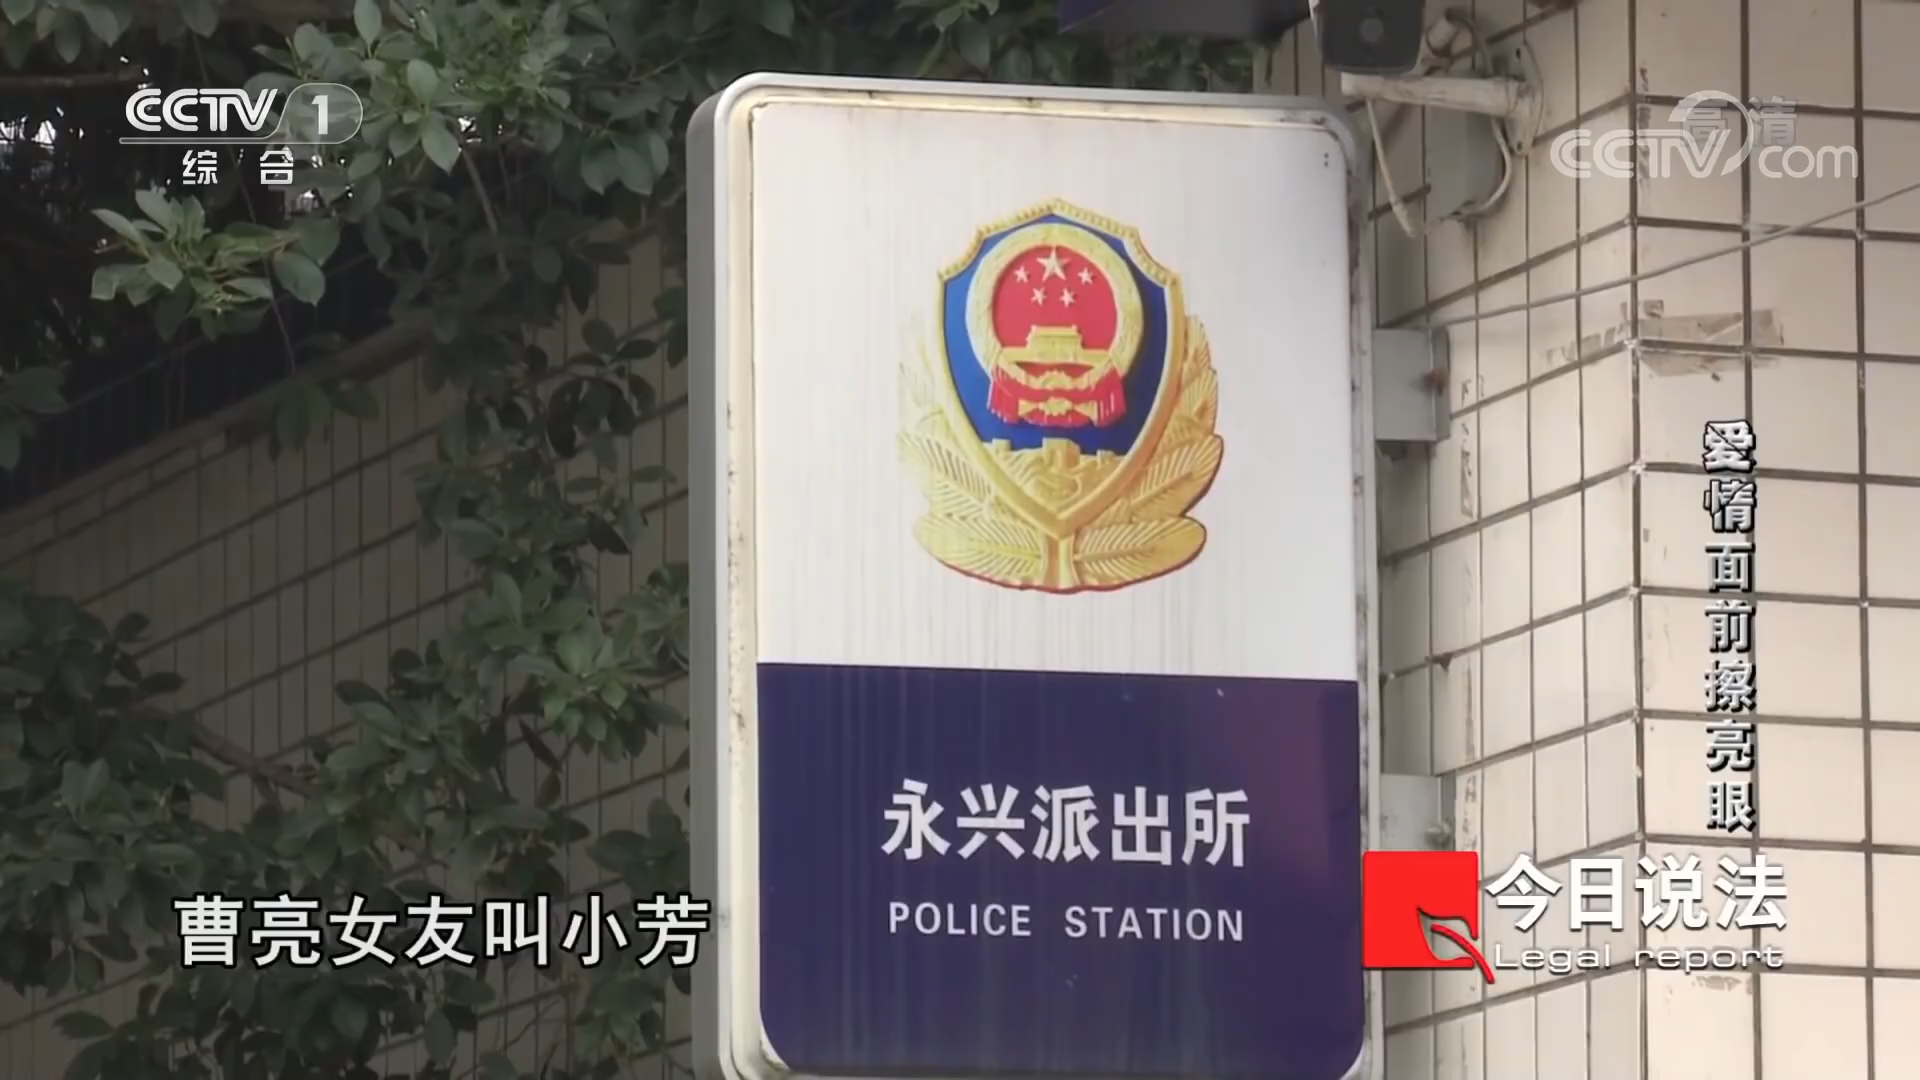 CCTV 1
综合
高清
CCTV com
爱情面前擦亮眼
永兴派出所
POLICE STATION
曹亮女友叫小芳
今日说法
Legal report